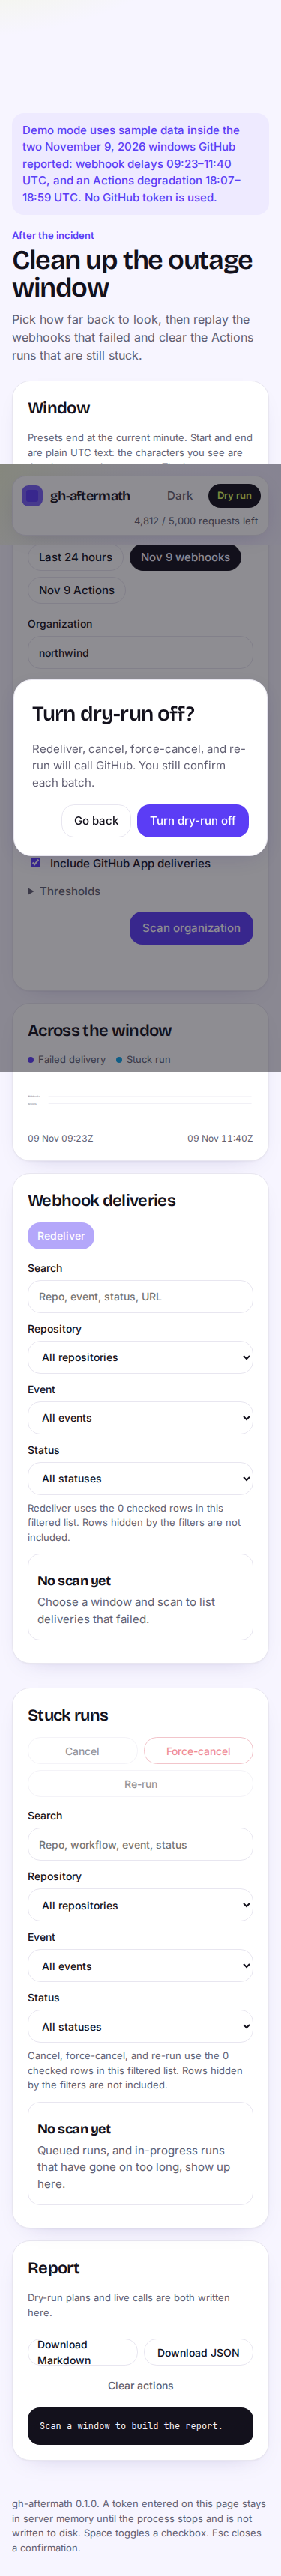 Demo mode uses sample data inside the
two November 9, 2026 windows GitHub
reported: webhook delays 09:23–11:40
UTC, and an Actions degradation 18:07–
18:59 UTC. No GitHub token is used.
After the incident
Clean up the outage
window
Pick how far back to look, then replay the
webhooks that failed and clear the Actions
runs that are still stuck.
Window
Presets end at the current minute. Start and end
are plain UTC text: the characters you see are
gh-aftermath
Dark
Dry run
4,812 / 5,000 requests left
Last 24 hours
Nov 9 webhooks
Nov 9 Actions
Organization
northwind
Turn dry-run off?
Redeliver, cancel, force-cancel, and re-
run will call GitHub. You still confirm
each batch.
Go back
Turn dry-run off
Include GitHub App deliveries
Thresholds
Scan organization
Across the window
Failed delivery
Stuck run
09 Nov 09:23Z
09 Nov 11:40Z
Webhook deliveries
Redeliver
Search
Repo, event, status, URL
Repository
All repositories
Event
All events
Status
All statuses
Redeliver uses the 0 checked rows in this
filtered list. Rows hidden by the filters are not
included.
No scan yet
Choose a window and scan to list
deliveries that failed.
Stuck runs
Cancel
Force-cancel
Re-run
Search
Repo, workflow, event, status
Repository
All repositories
Event
All events
Status
All statuses
Cancel, force-cancel, and re-run use the 0
checked rows in this filtered list. Rows hidden
by the filters are not included.
No scan yet
Queued runs, and in-progress runs
that have gone on too long, show up
here.
Report
Dry-run plans and live calls are both written
here.
Download
Markdown
Download JSON
Clear actions
Scan a window to build the report.
gh-aftermath 0.1.0. A token entered on this page stays
in server memory until the process stops and is not
written to disk. Space toggles a checkbox. Esc closes
a confirmation.